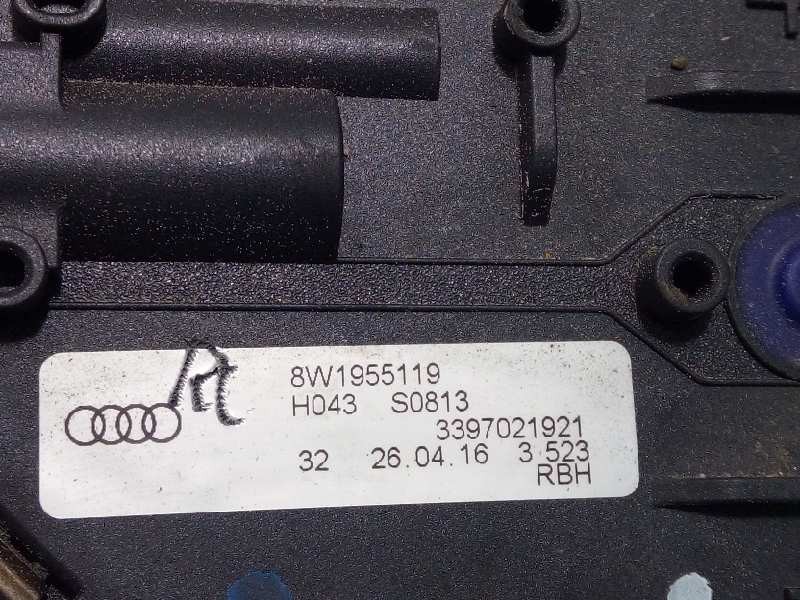 8W1955119
H043 S0813
3397021921
32 26.04.16 3 523
RBH